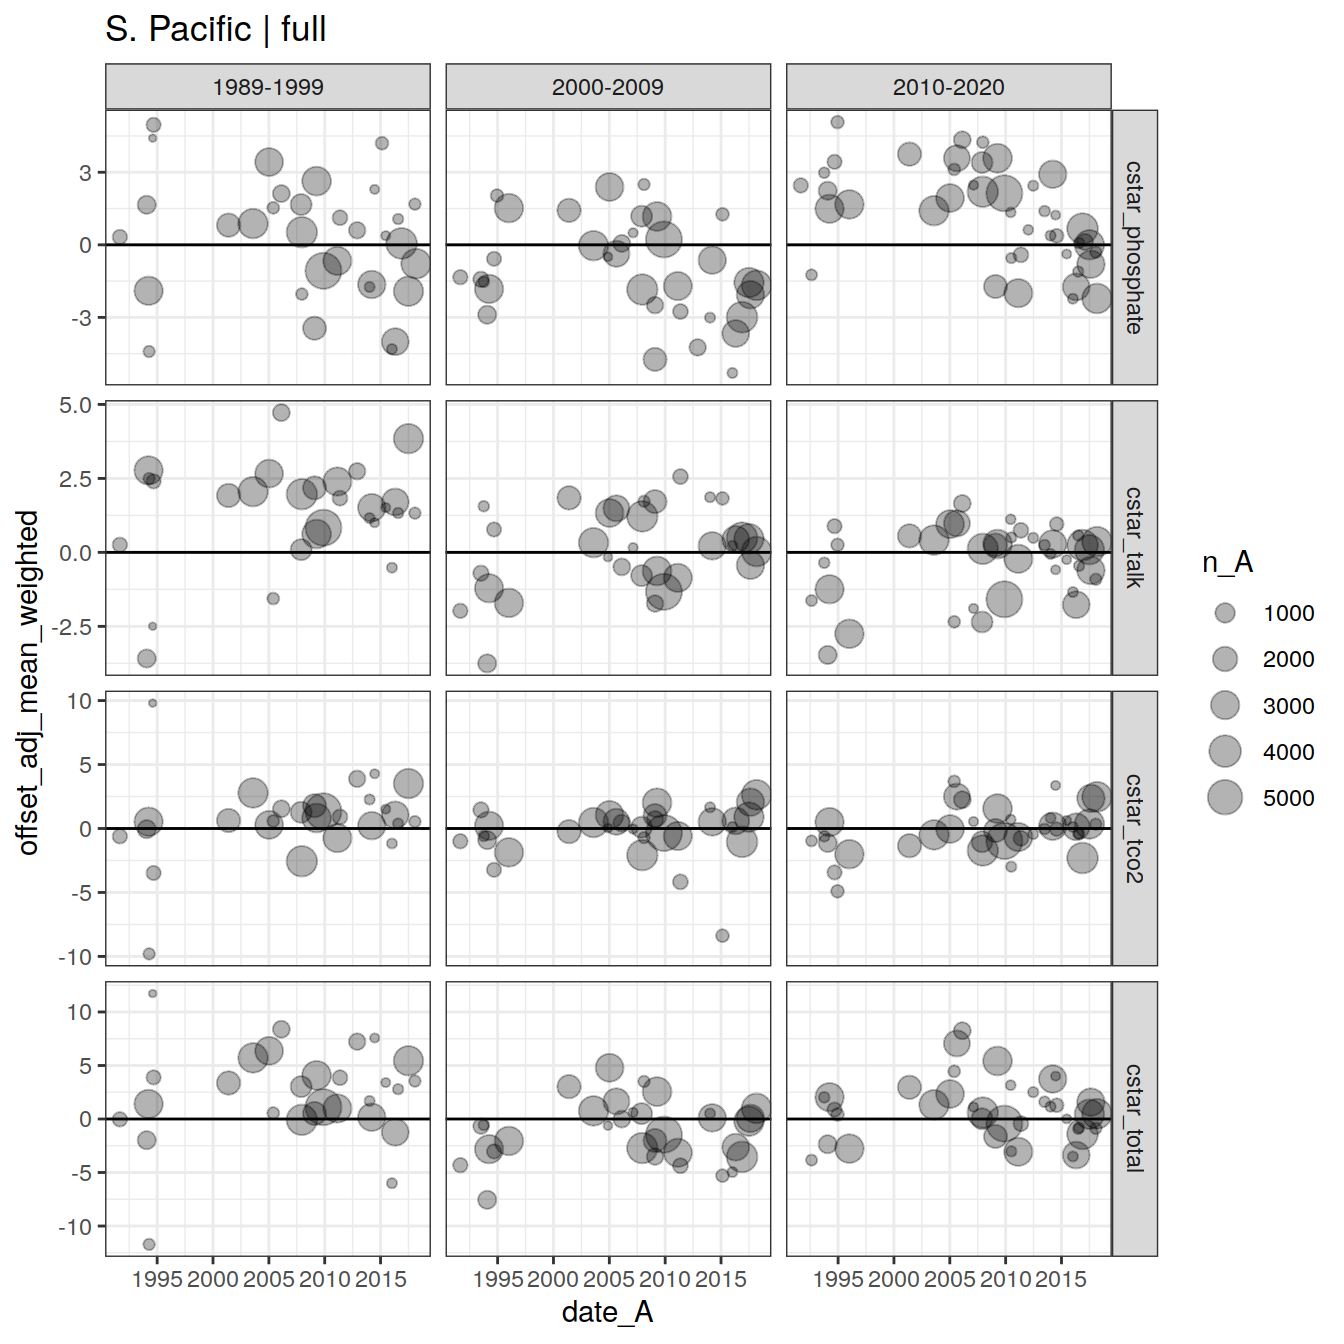 S. Pacific | full
1989-1999 2000-2009 2010-2020
3
0
-3
cstar_phosphate
5.0
2.5
0.0
-2.5
cstar_talk
10
5
0
-5
-10
cstar_tco2
10
5
0
-5
-10
cstar_total
1995 2000 2005 2010 2015 1995 2000 2005 2010 2015 1995 2000 2005 2010 2015
date_A
offset_adj_mean_weighted
n_A
1000
2000
3000
4000
5000